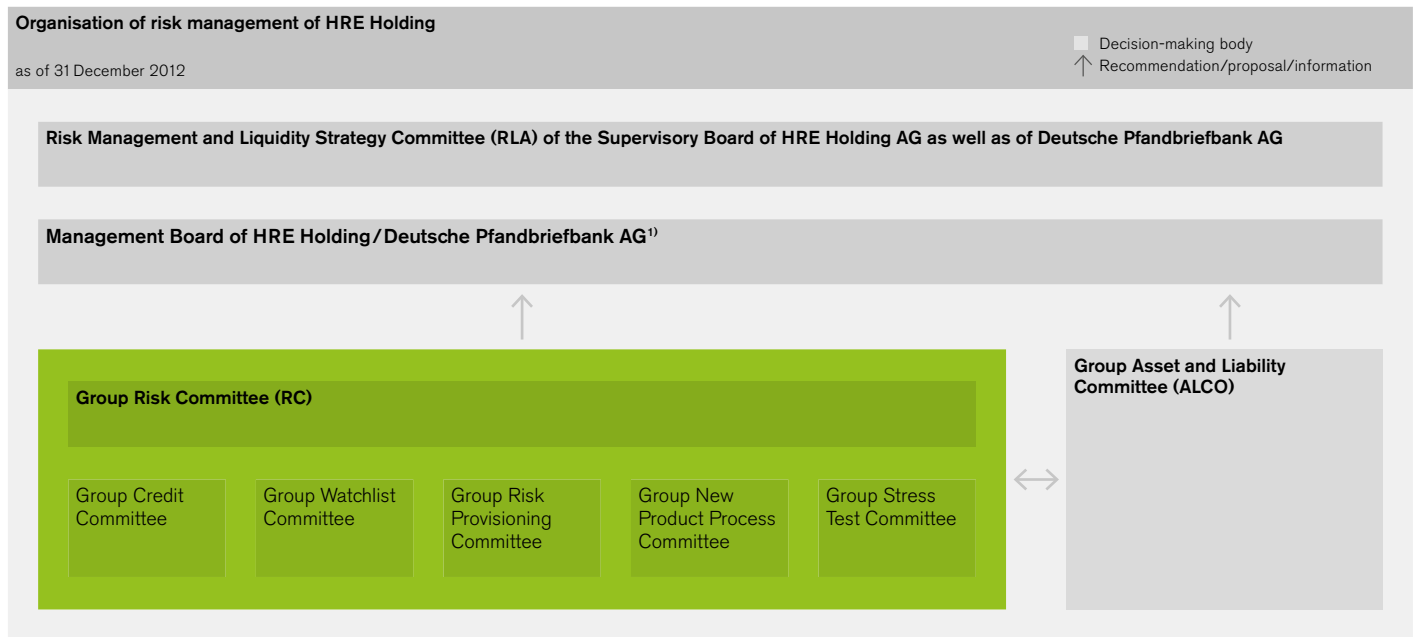 Organisation of risk management of HRE Holding
as of 31 December 2012
Decision-making body
Recommendation/proposal/information
Risk Management and Liquidity Strategy Committee (RLA) of the Supervisory Board of HRE Holding AG as well as of Deutsche Pfandbriefbank AG
Management Board of HRE Holding/Deutsche Pfandbriefbank AG¹⁾
Group Risk Committee (RC)
Group Credit
Committee
Group Watchlist
Committee
Group Risk
Provisioning
Committee
Group New
Product Process
Committee
Group Stress
Test Committee
Group Asset and Liability
Committee (ALCO)